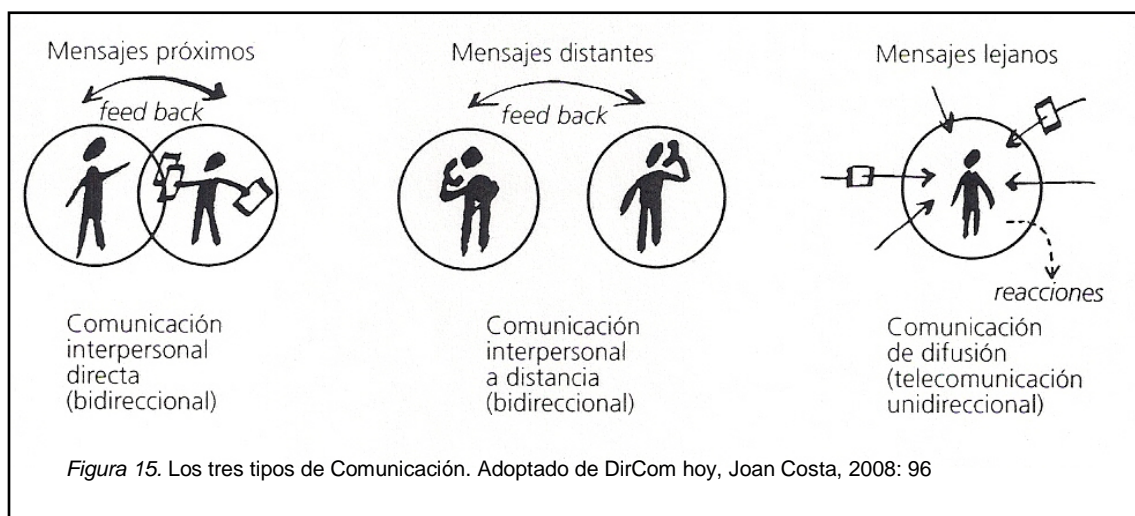 Mensajes próximos
feed back
Comunicación
interpersonal
directa
(bidireccional)
Mensajes distantes
feed back
Comunicación
interpersonal
a distancia
(bidireccional)
Mensajes lejanos
reacciones
Comunicación
de difusión
(telecomunicación
unidireccional)
Figura 15. Los tres tipos de Comunicación. Adoptado de DirCom hoy, Joan Costa, 2008: 96